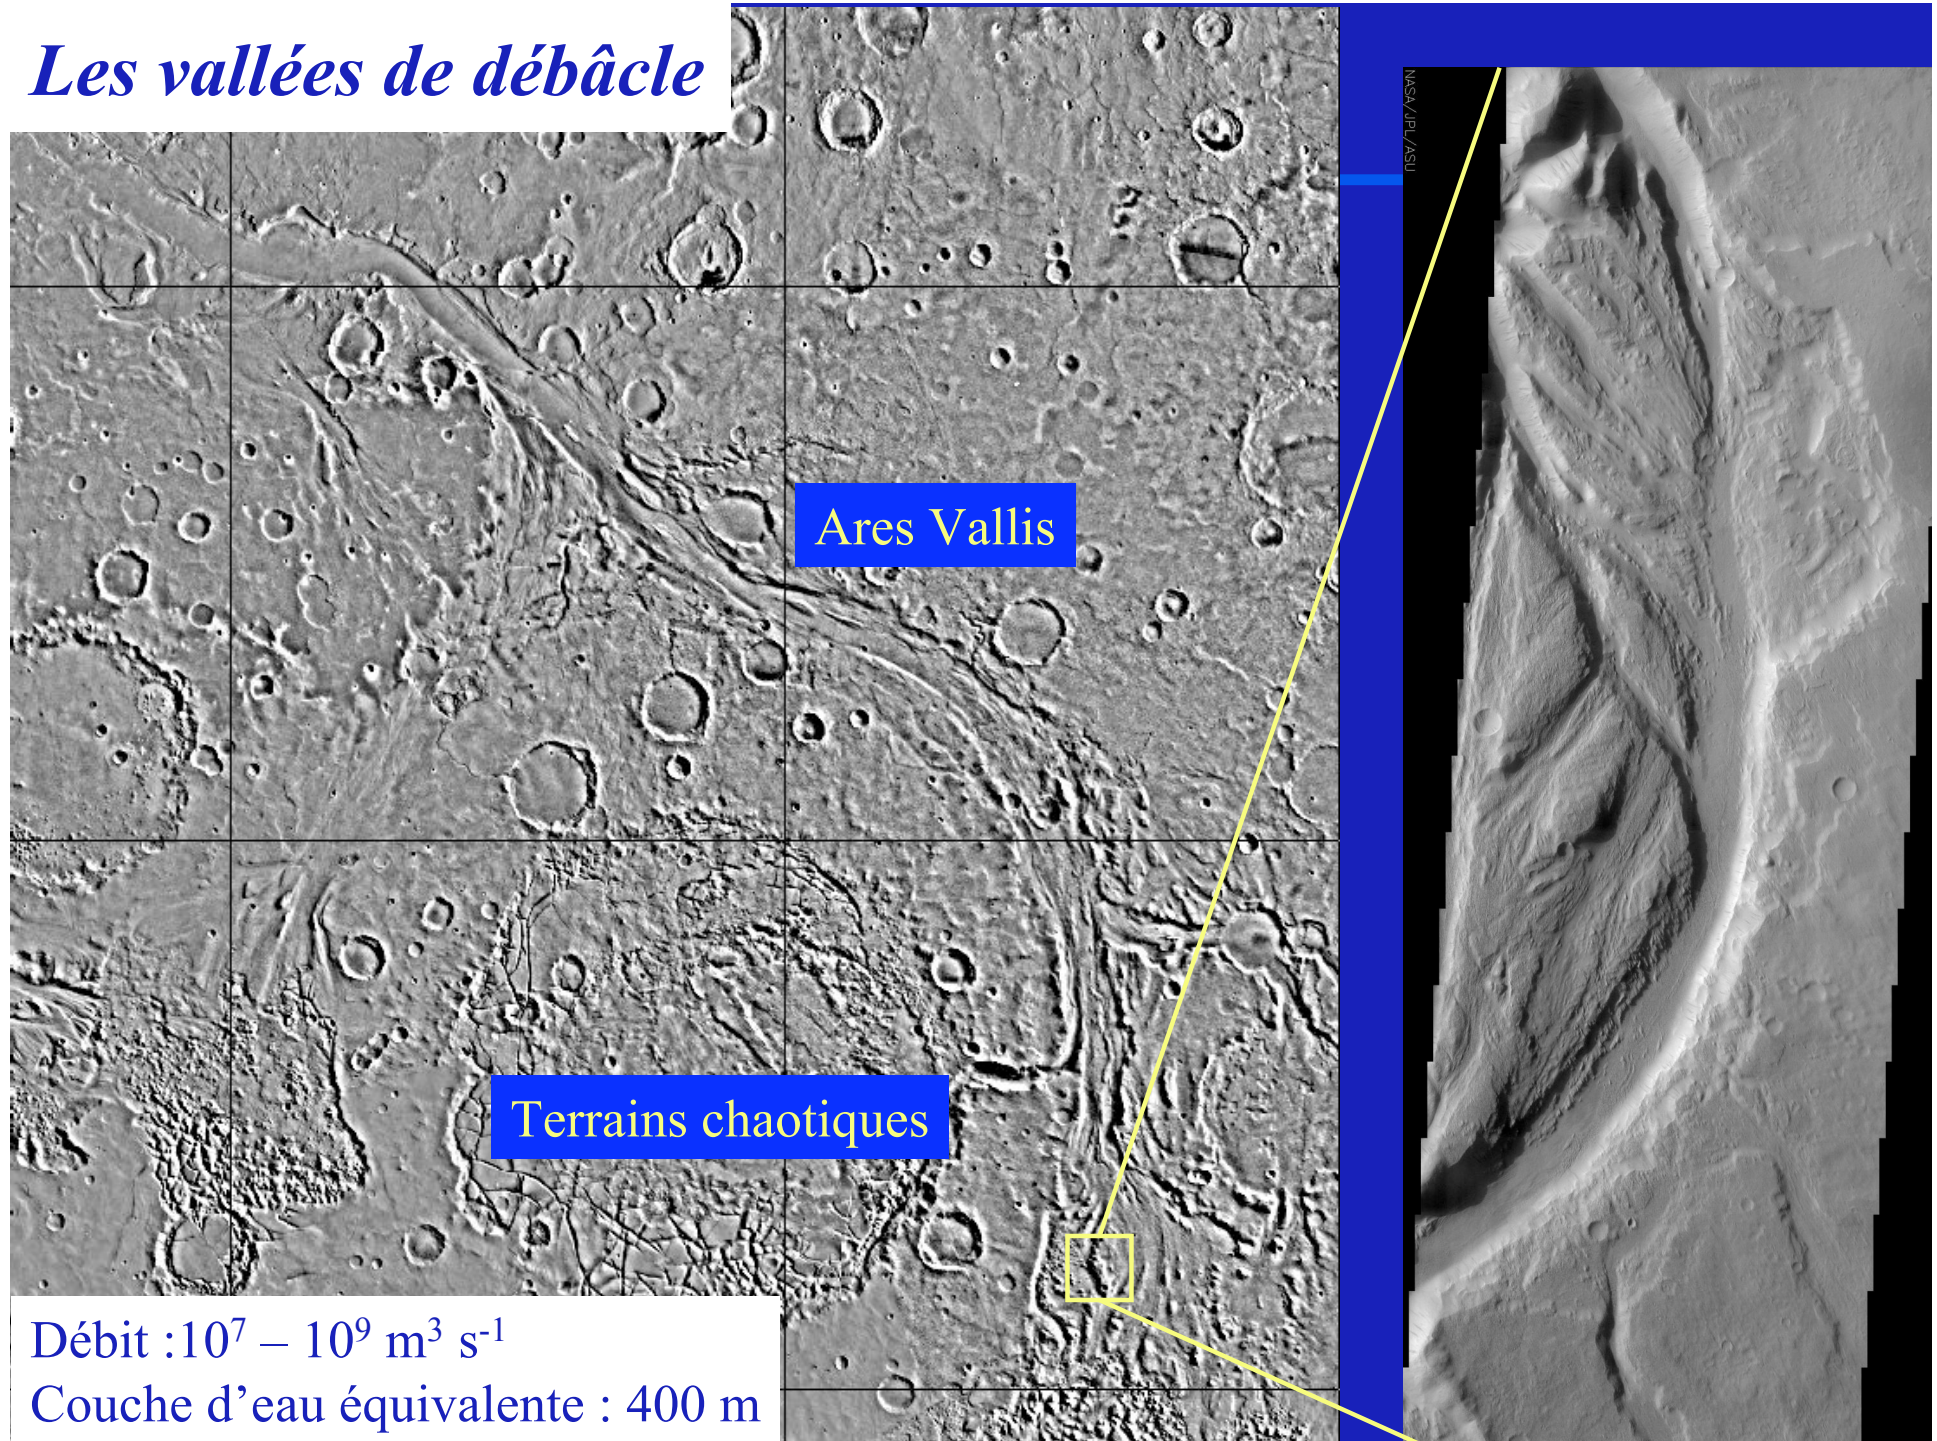 Les vallées de débâcle
NASA/JPL/ASU
Ares Vallis
Terrains chaotiques
Débit :10⁷ – 10⁹ m³ s⁻¹
Couche d’eau équivalente : 400 m